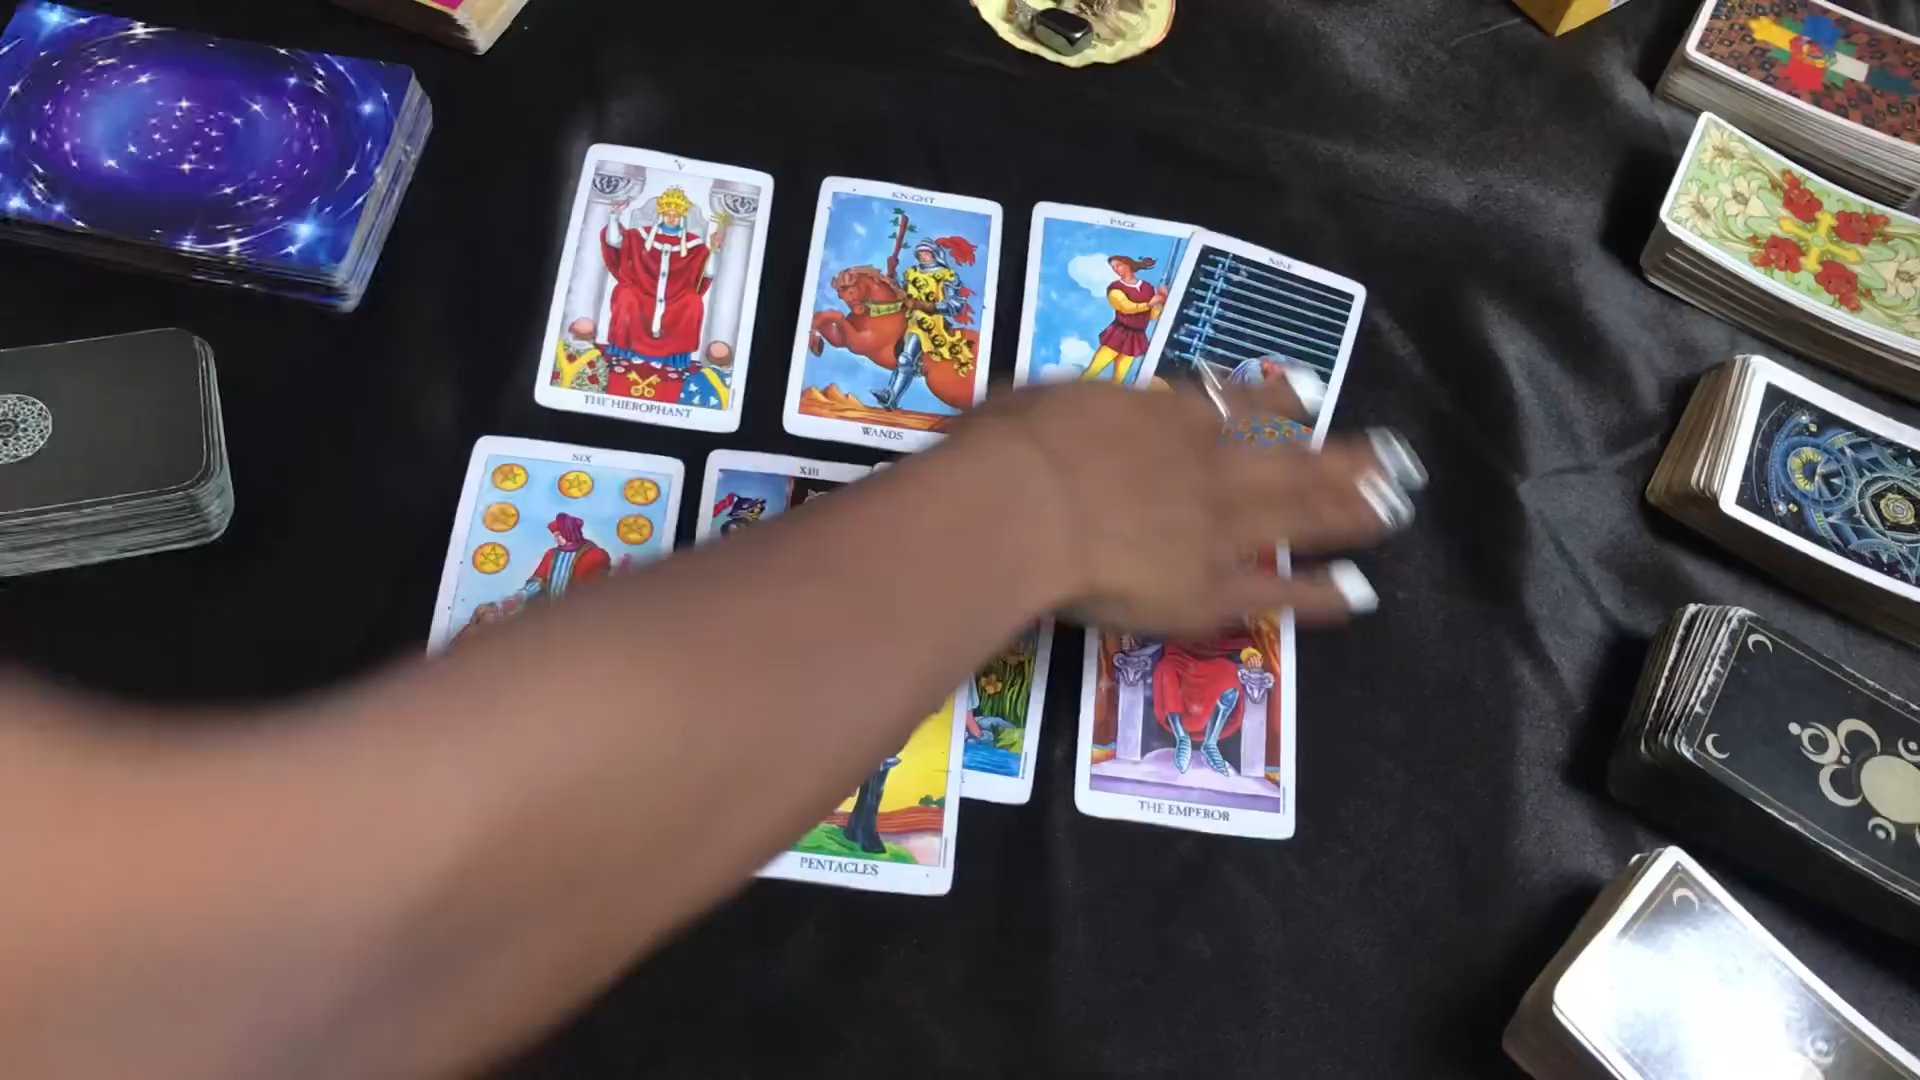 V
THE HIEROPHANT
KNIGHT
WANDS
PAGE
NINE
SIX
XIII
PENTACLES
THE EMPEROR